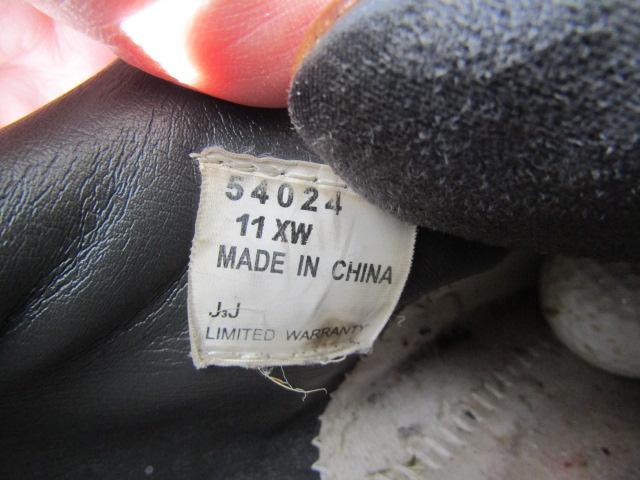 54024
11 XW
MADE IN CHINA
J3J
LIMITED WARRANTY